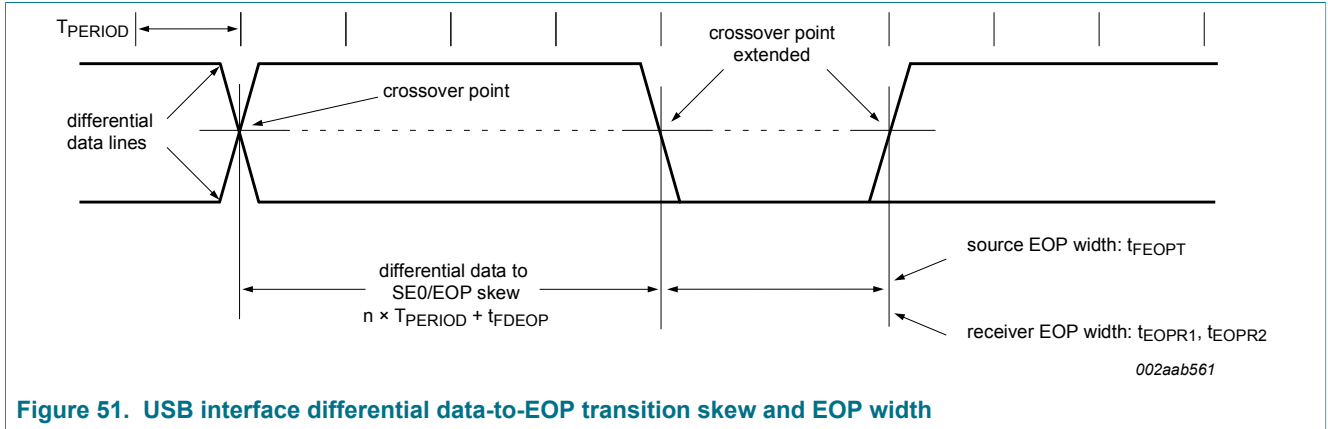 TPERIOD
crossover point
extended
crossover point
differential
data lines
source EOP width: tFEOPT
differential data to
SE0/EOP skew
n × TPERIOD + tFDEOP
receiver EOP width: tEOPR1, tEOPR2
002aab561
Figure 51. USB interface differential data-to-EOP transition skew and EOP width